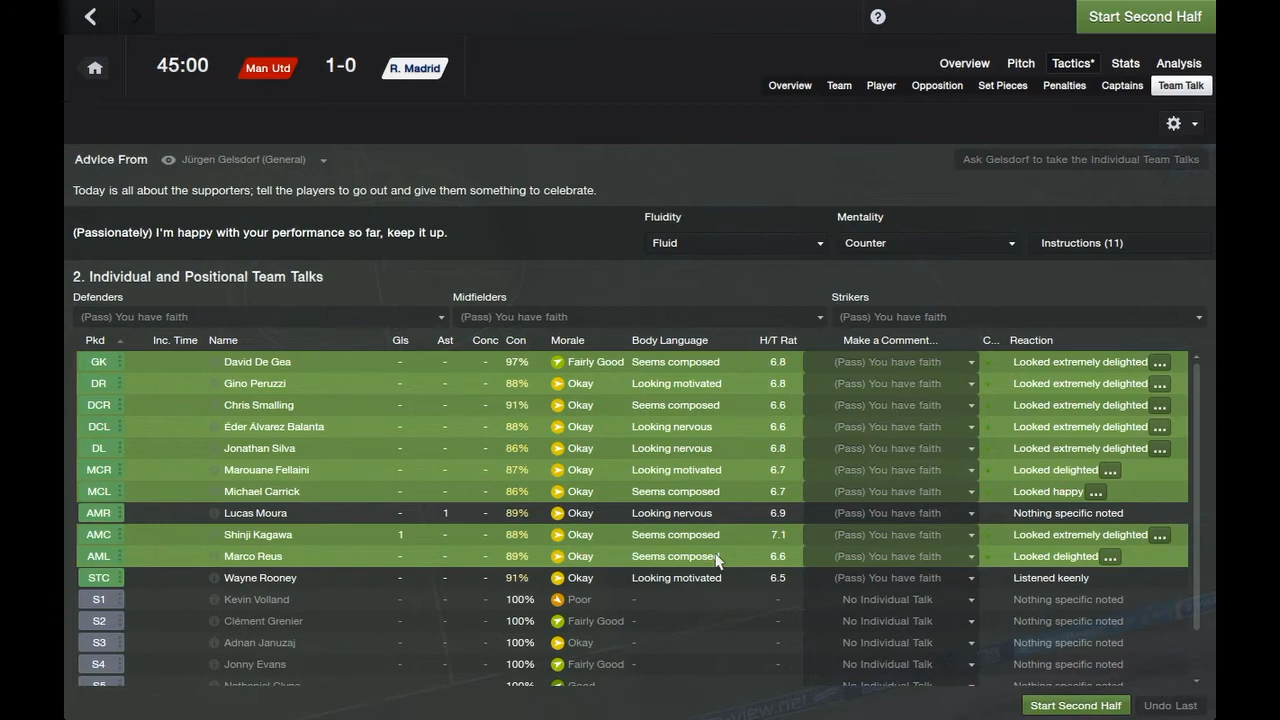 Start Second Half
45:00 Man Utd 1-0 R. Madrid
Overview Pitch Tactics* Stats Analysis
Overview Team Player Opposition Set Pieces Penalties Captains Team Talk
Advice From Jürgen Gelsdorf (General) Ask Gelsdorf to take the Individual Team Talks
Today is all about the supporters; tell the players to go out and give them something to celebrate.
Fluidity Mentality
(Passionately) I'm happy with your performance so far, keep it up. Fluid Counter Instructions (11)
2. Individual and Positional Team Talks
Defenders Midfielders Strikers
(Pass) You have faith (Pass) You have faith (Pass) You have faith
Pkd Inc. Time Name Gls Ast Conc Con Morale Body Language H/T Rat Make a Comment... C... Reaction
GK David De Gea - - - 97% Fairly Good Seems composed 6.8 (Pass) You have faith Looked extremely delighted ...
DR Gino Peruzzi - - - 88% Okay Looking motivated 6.8 (Pass) You have faith Looked extremely delighted ...
DCR Chris Smalling - - - 91% Okay Seems composed 6.6 (Pass) You have faith Looked extremely delighted ...
DCL Éder Álvarez Balanta - - - 88% Okay Looking nervous 6.6 (Pass) You have faith Looked extremely delighted ...
DL Jonathan Silva - - - 86% Okay Looking nervous 6.8 (Pass) You have faith Looked extremely delighted ...
MCR Marouane Fellaini - - - 87% Okay Looking motivated 6.7 (Pass) You have faith Looked delighted ...
MCL Michael Carrick - - - 86% Okay Seems composed 6.7 (Pass) You have faith Looked happy ...
AMR Lucas Moura - 1 - 89% Okay Looking nervous 6.9 (Pass) You have faith Nothing specific noted
AMC Shinji Kagawa 1 - - 88% Okay Seems composed 7.1 (Pass) You have faith Looked extremely delighted ...
AML Marco Reus - - - 89% Okay Seems composed 6.6 (Pass) You have faith Looked delighted ...
STC Wayne Rooney - - - 91% Okay Looking motivated 6.5 (Pass) You have faith Listened keenly
S1 Kevin Volland - - - 100% Poor - - No Individual Talk Nothing specific noted
S2 Clément Grenier - - - 100% Fairly Good - - No Individual Talk Nothing specific noted
S3 Adnan Januzaj - - - 100% Okay - - No Individual Talk Nothing specific noted
S4 Jonny Evans - - - 100% Fairly Good - - No Individual Talk Nothing specific noted
S5 Nathaniel Clyne - - - 100% Good
Start Second Half Undo Last